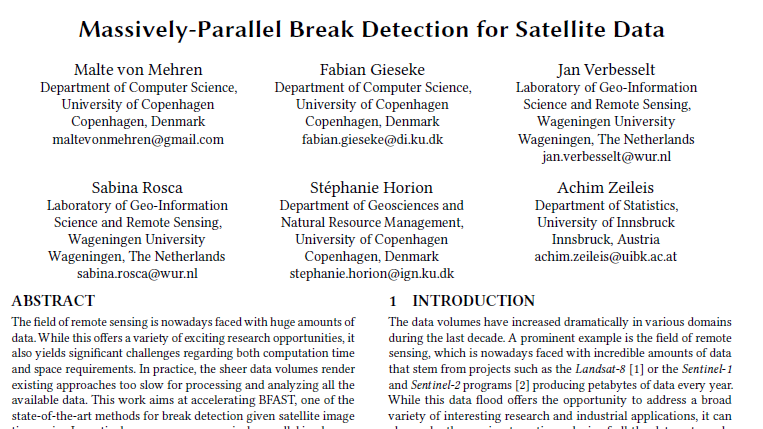 Massively-Parallel Break Detection for Satellite Data
Malte von Mehren
Department of Computer Science,
University of Copenhagen
Copenhagen, Denmark
maltevonmehren@gmail.com
Fabian Gieseke
Department of Computer Science,
University of Copenhagen
Copenhagen, Denmark
fabian.gieseke@di.ku.dk
Jan Verbesselt
Laboratory of Geo-Information
Science and Remote Sensing,
Wageningen University
Wageningen, The Netherlands
jan.verbesselt@wur.nl
Sabina Rosca
Laboratory of Geo-Information
Science and Remote Sensing,
Wageningen University
Wageningen, The Netherlands
sabina.rosca@wur.nl
Stéphanie Horion
Department of Geosciences and
Natural Resource Management,
University of Copenhagen
Copenhagen, Denmark
stephanie.horion@ign.ku.dk
Achim Zeileis
Department of Statistics,
University of Innsbruck
Innsbruck, Austria
achim.zeileis@uibk.ac.at
ABSTRACT
The field of remote sensing is nowadays faced with huge amounts of
data. While this offers a variety of exciting research opportunities, it
also yields significant challenges regarding both computation time
and space requirements. In practice, the sheer data volumes render
existing approaches too slow for processing and analyzing all the
available data. This work aims at accelerating BFAST, one of the
state-of-the-art methods for break detection given satellite image
1 INTRODUCTION
The data volumes have increased dramatically in various domains
during the last decade. A prominent example is the field of remote
sensing, which is nowadays faced with incredible amounts of data
that stem from projects such as the Landsat-8 [1] or the Sentinel-1
and Sentinel-2 programs [2] producing petabytes of data every year.
While this data flood offers the opportunity to address a broad
variety of interesting research and industrial applications, it can